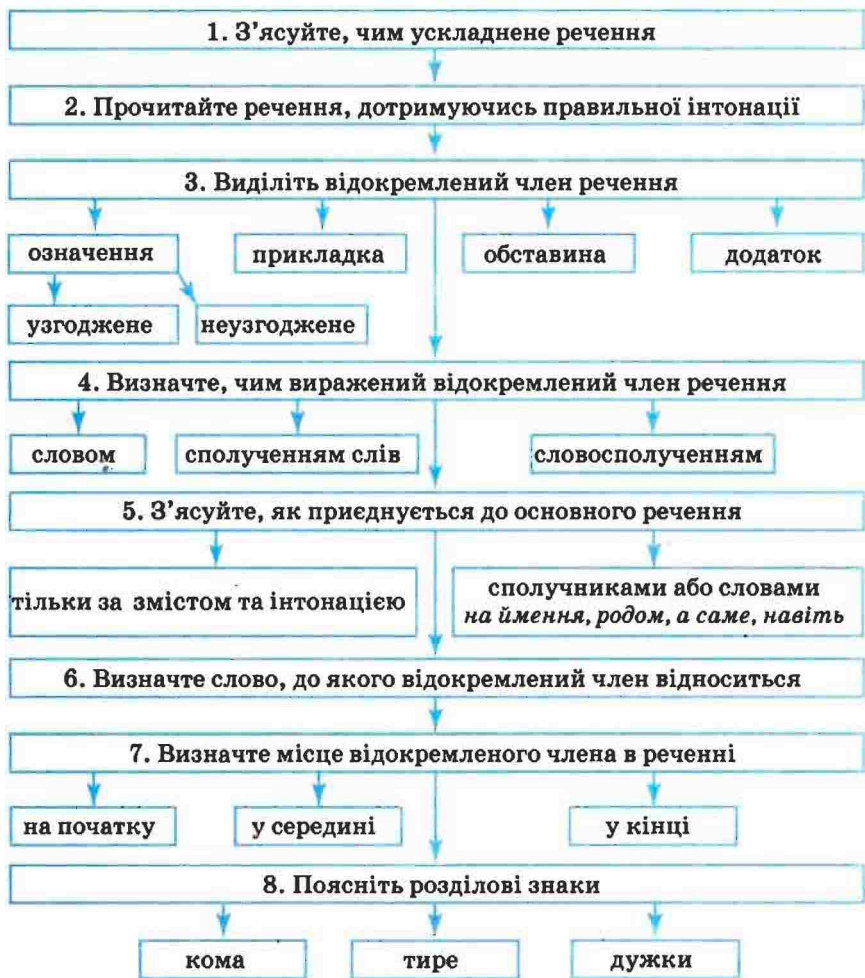 1. З’ясуйте, чим ускладнене речення
2. Прочитайте речення, дотримуючись правильної інтонації
3. Виділіть відокремлений член речення
означення
прикладка
обставина
додаток
узгоджене
неузгоджене
4. Визначте, чим виражений відокремлений член речення
словом
сполученням слів
словосполученням
5. З’ясуйте, як приєднується до основного речення
тільки за змістом та інтонацією
сполучниками або словами
на ймення, родом, а саме, навіть
6. Визначте слово, до якого відокремлений член відноситься
7. Визначте місце відокремленого члена в реченні
на початку
у середині
у кінці
8. Поясніть розділові знаки
кома
тире
дужки